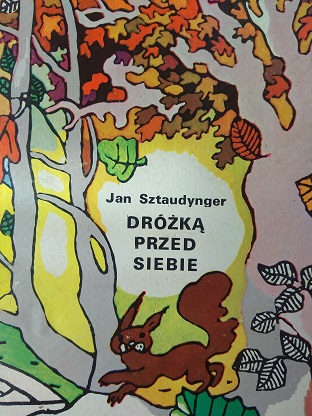 Jan Sztaudynger
DRÓŻKĄ
PRZED
SIEBIE